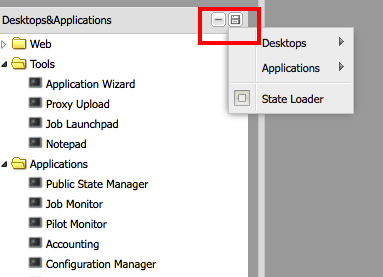 Desktops&Applications
Web
Tools
Application Wizard
Proxy Upload
Job Launchpad
Notepad
Applications
Public State Manager
Job Monitor
Pilot Monitor
Accounting
Configuration Manager
Desktops
Applications
State Loader